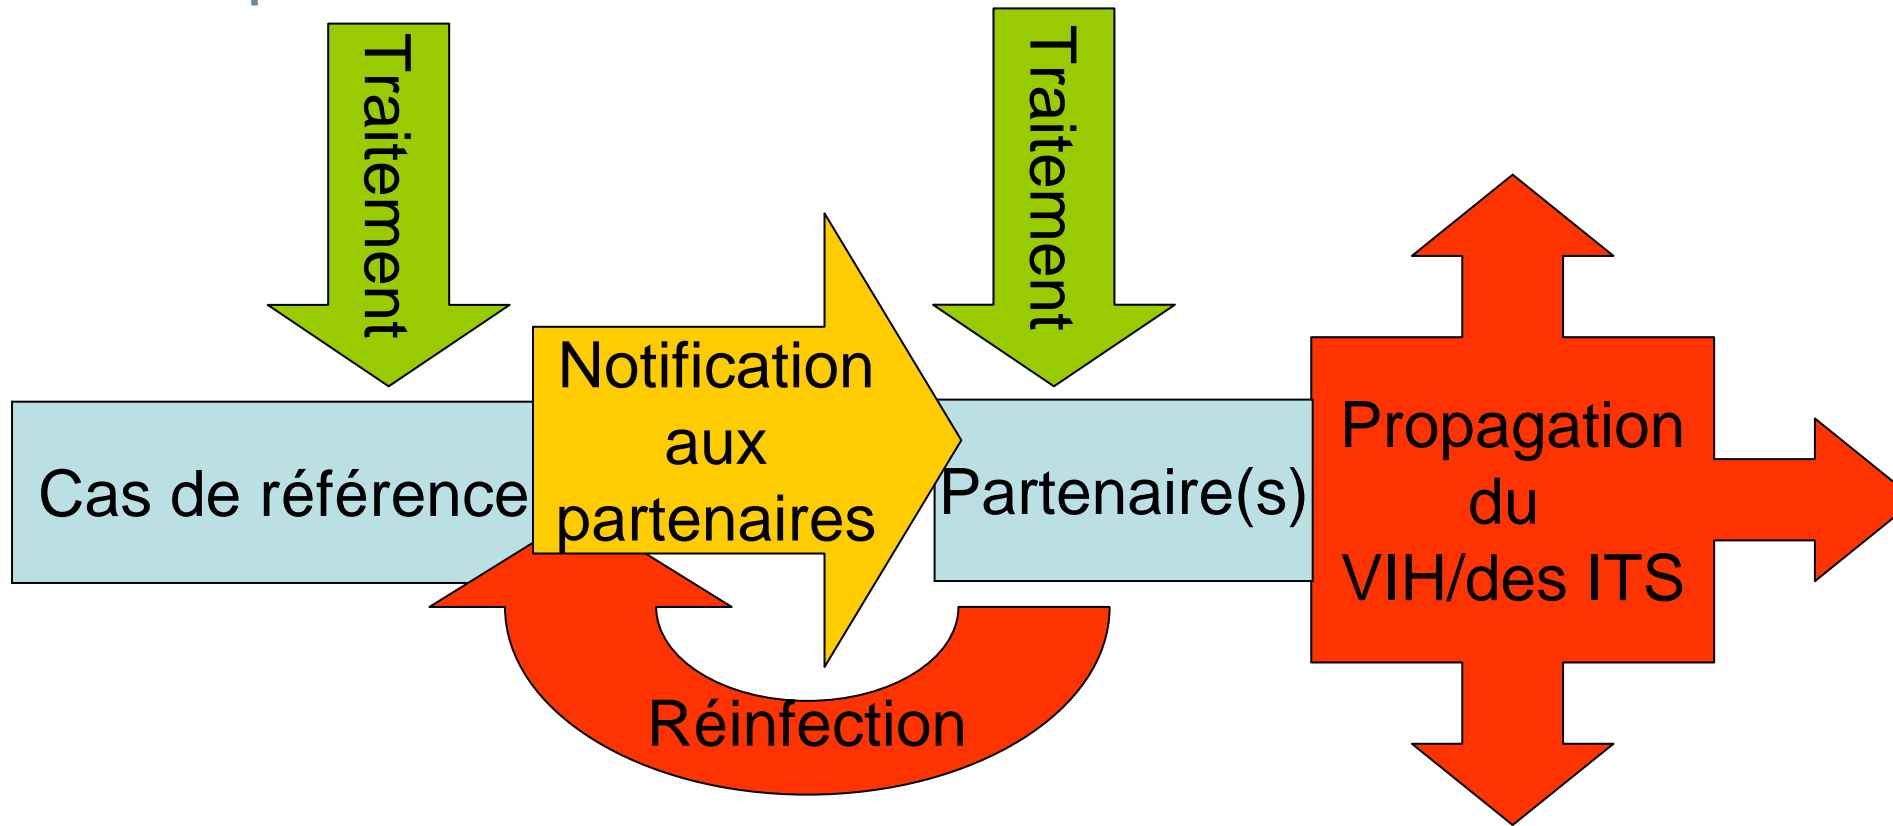 Traitement
Traitement
Notification
aux
partenaires
Cas de référence
Partenaire(s)
Propagation
du
VIH/des ITS
Réinfection